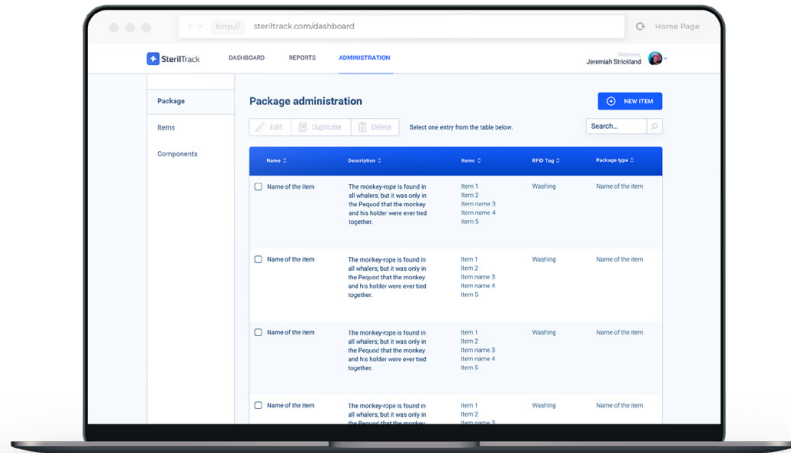 http:// steriltrack.com/dashboard Home Page
SterilTrack DASHBOARD REPORTS ADMINISTRATION Welcome, Jeremiah Strickland
Package
Items
Components
Package administration NEW ITEM
Edit Duplicate Delete Select one entry from the table below. Search...
Name Description Items RFID Tag Package type
Name of the item The monkey-rope is found in Item 1 Washing Name of the item
all whalers; but it was only in Item 2
the Pequod that the monkey Item name 3
and his holder were ever tied Item name 4
together. Item 5
Name of the item The monkey-rope is found in Item 1 Washing Name of the item
all whalers; but it was only in Item 2
the Pequod that the monkey Item name 3
and his holder were ever tied Item name 4
together. Item 5
Name of the item The monkey-rope is found in Item 1 Washing Name of the item
all whalers; but it was only in Item 2
the Pequod that the monkey Item name 3
and his holder were ever tied Item name 4
together. Item 5
Name of the item The monkey-rope is found in Item 1 Washing Name of the item
all whalers; but it was only in Item 2
the Pequod that the monkey Item name 3